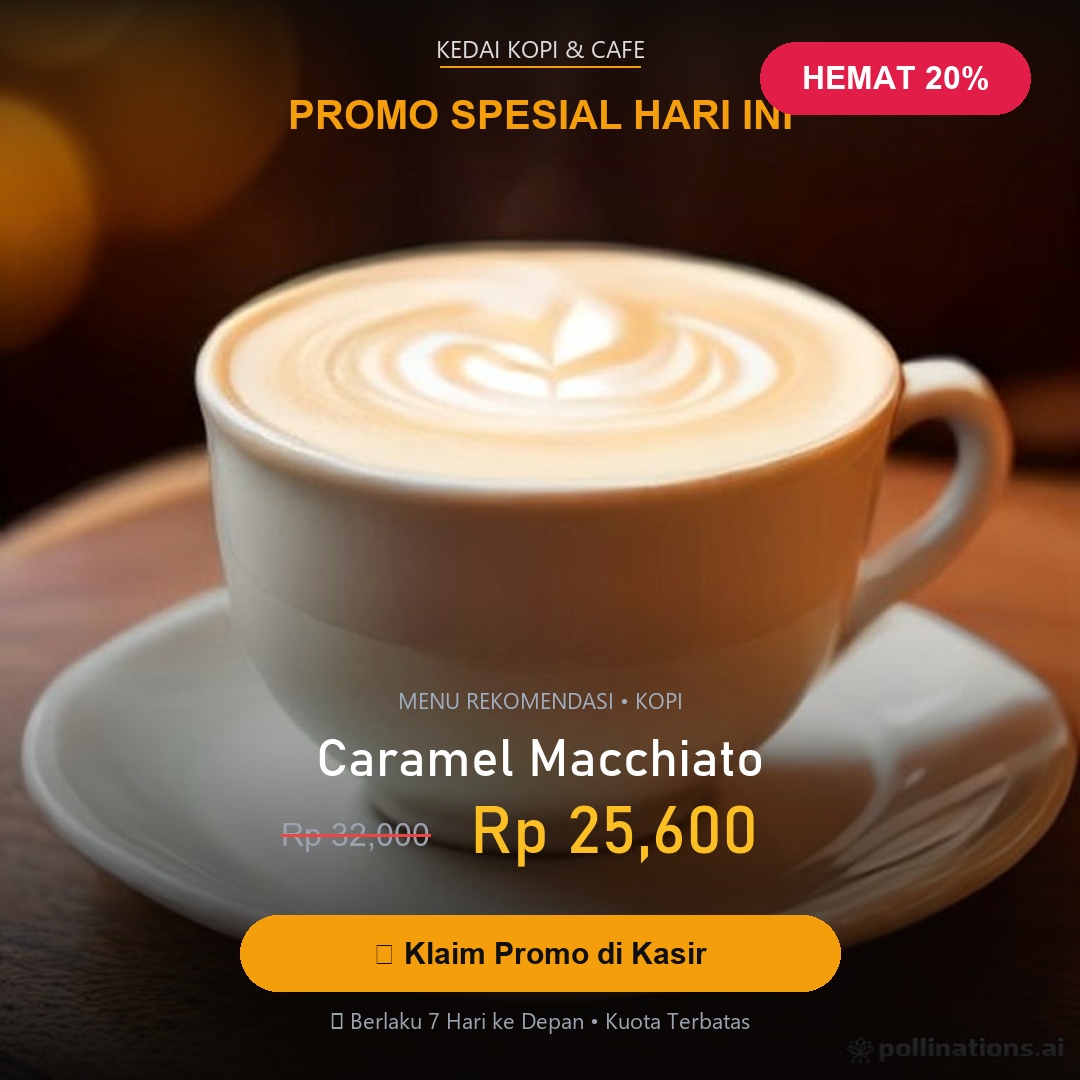 KEDAI KOPI & CAFE
HEMAT 20%
PROMO SPESIAL HARI INI
MENU REKOMENDASI • KOPI
Caramel Macchiato
Rp 32,000 Rp 25,600
Klaim Promo di Kasir
Berlaku 7 Hari ke Depan • Kuota Terbatas
pollinations.ai